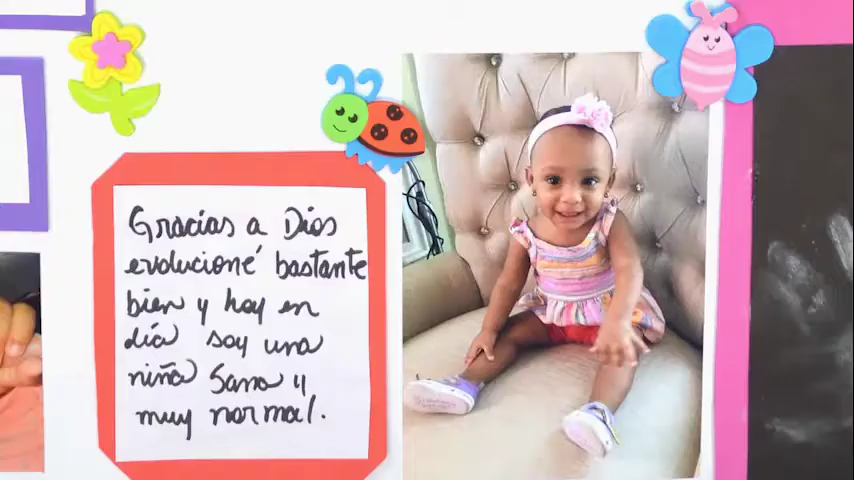 Gracias a Dios
evolucioné bastante
bien y hoy en
día soy una
niña Sana y
muy normal.